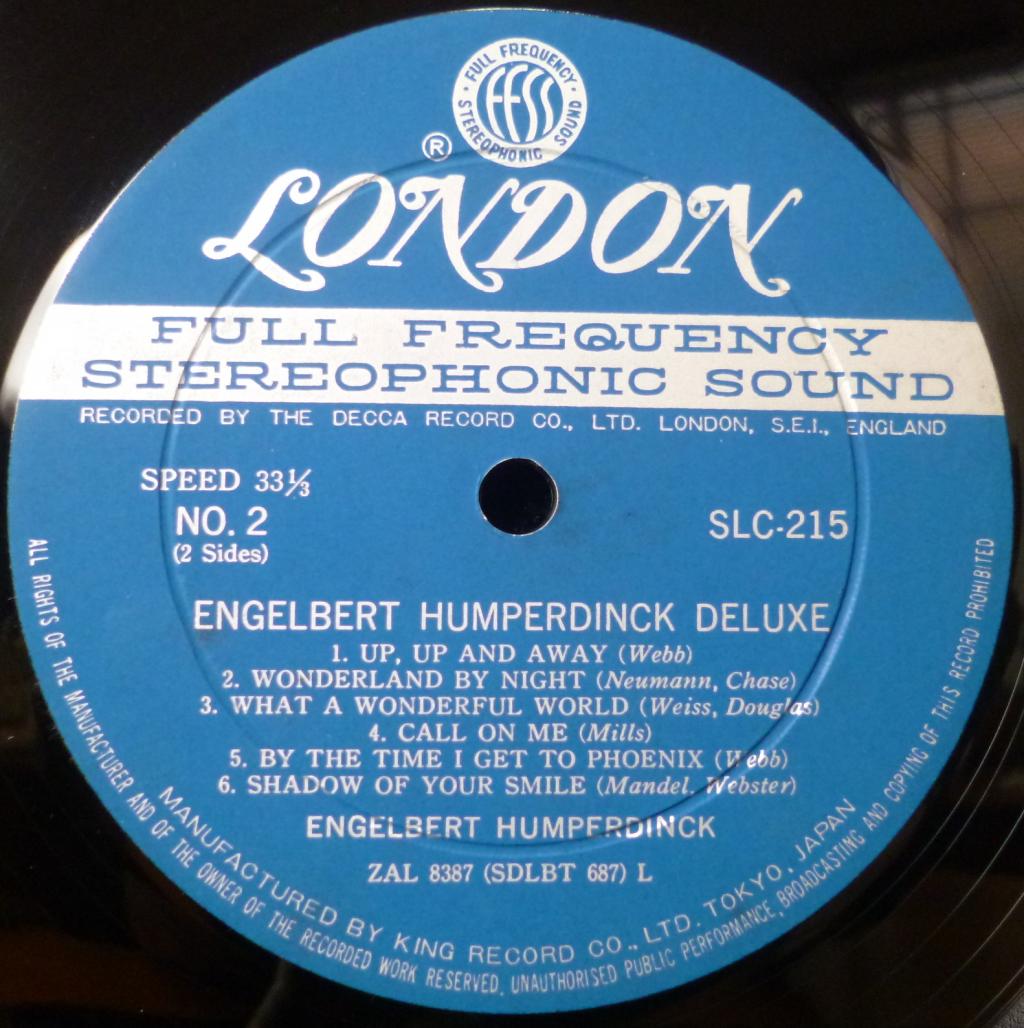 FULL FREQUENCY
FFSS
STEREOPHONIC SOUND
®
LONDON
FULL FREQUENCY
STEREOPHONIC SOUND
RECORDED BY THE DECCA RECORD CO., LTD. LONDON, S.E.I., ENGLAND
SPEED 33⅓
NO. 2
(2 Sides)
SLC-215
ENGELBERT HUMPERDINCK DELUXE
1. UP, UP AND AWAY (Webb)
2. WONDERLAND BY NIGHT (Neumann, Chase)
3. WHAT A WONDERFUL WORLD (Weiss, Douglas)
4. CALL ON ME (Mills)
5. BY THE TIME I GET TO PHOENIX (Webb)
6. SHADOW OF YOUR SMILE (Mandel. Webster)
ENGELBERT HUMPERDINCK
ZAL 8387 (SDLBT 687) L
MANUFACTURED BY KING RECORD CO., LTD. TOKYO, JAPAN
ALL RIGHTS OF THE MANUFACTURER AND OF THE OWNER OF THE RECORDED WORK RESERVED. UNAUTHORISED PUBLIC PERFORMANCE, BROADCASTING AND COPYING OF THIS RECORD PROHIBITED